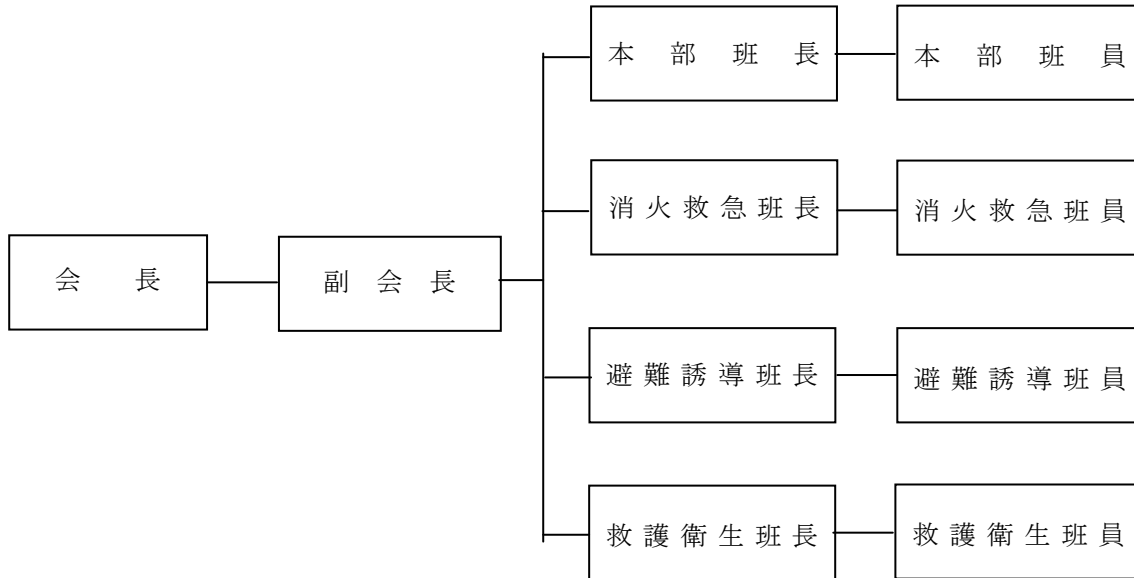 会長
副会長
本部班長
本部班員
消火救急班長
消火救急班員
避難誘導班長
避難誘導班員
救護衛生班長
救護衛生班員